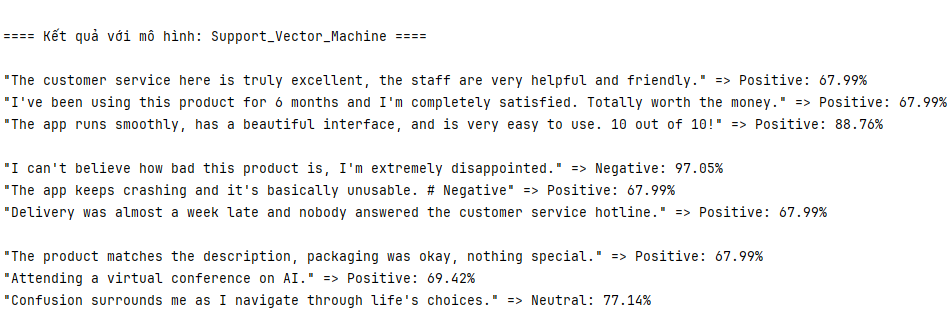 ==== Kết quả với mô hình: Support_Vector_Machine ====
"The customer service here is truly excellent, the staff are very helpful and friendly." => Positive: 67.99%
"I've been using this product for 6 months and I'm completely satisfied. Totally worth the money." => Positive: 67.99%
"The app runs smoothly, has a beautiful interface, and is very easy to use. 10 out of 10!" => Positive: 88.76%
"I can't believe how bad this product is, I'm extremely disappointed." => Negative: 97.05%
"The app keeps crashing and it's basically unusable. # Negative" => Positive: 67.99%
"Delivery was almost a week late and nobody answered the customer service hotline." => Positive: 67.99%
"The product matches the description, packaging was okay, nothing special." => Positive: 67.99%
"Attending a virtual conference on AI." => Positive: 69.42%
"Confusion surrounds me as I navigate through life's choices." => Neutral: 77.14%